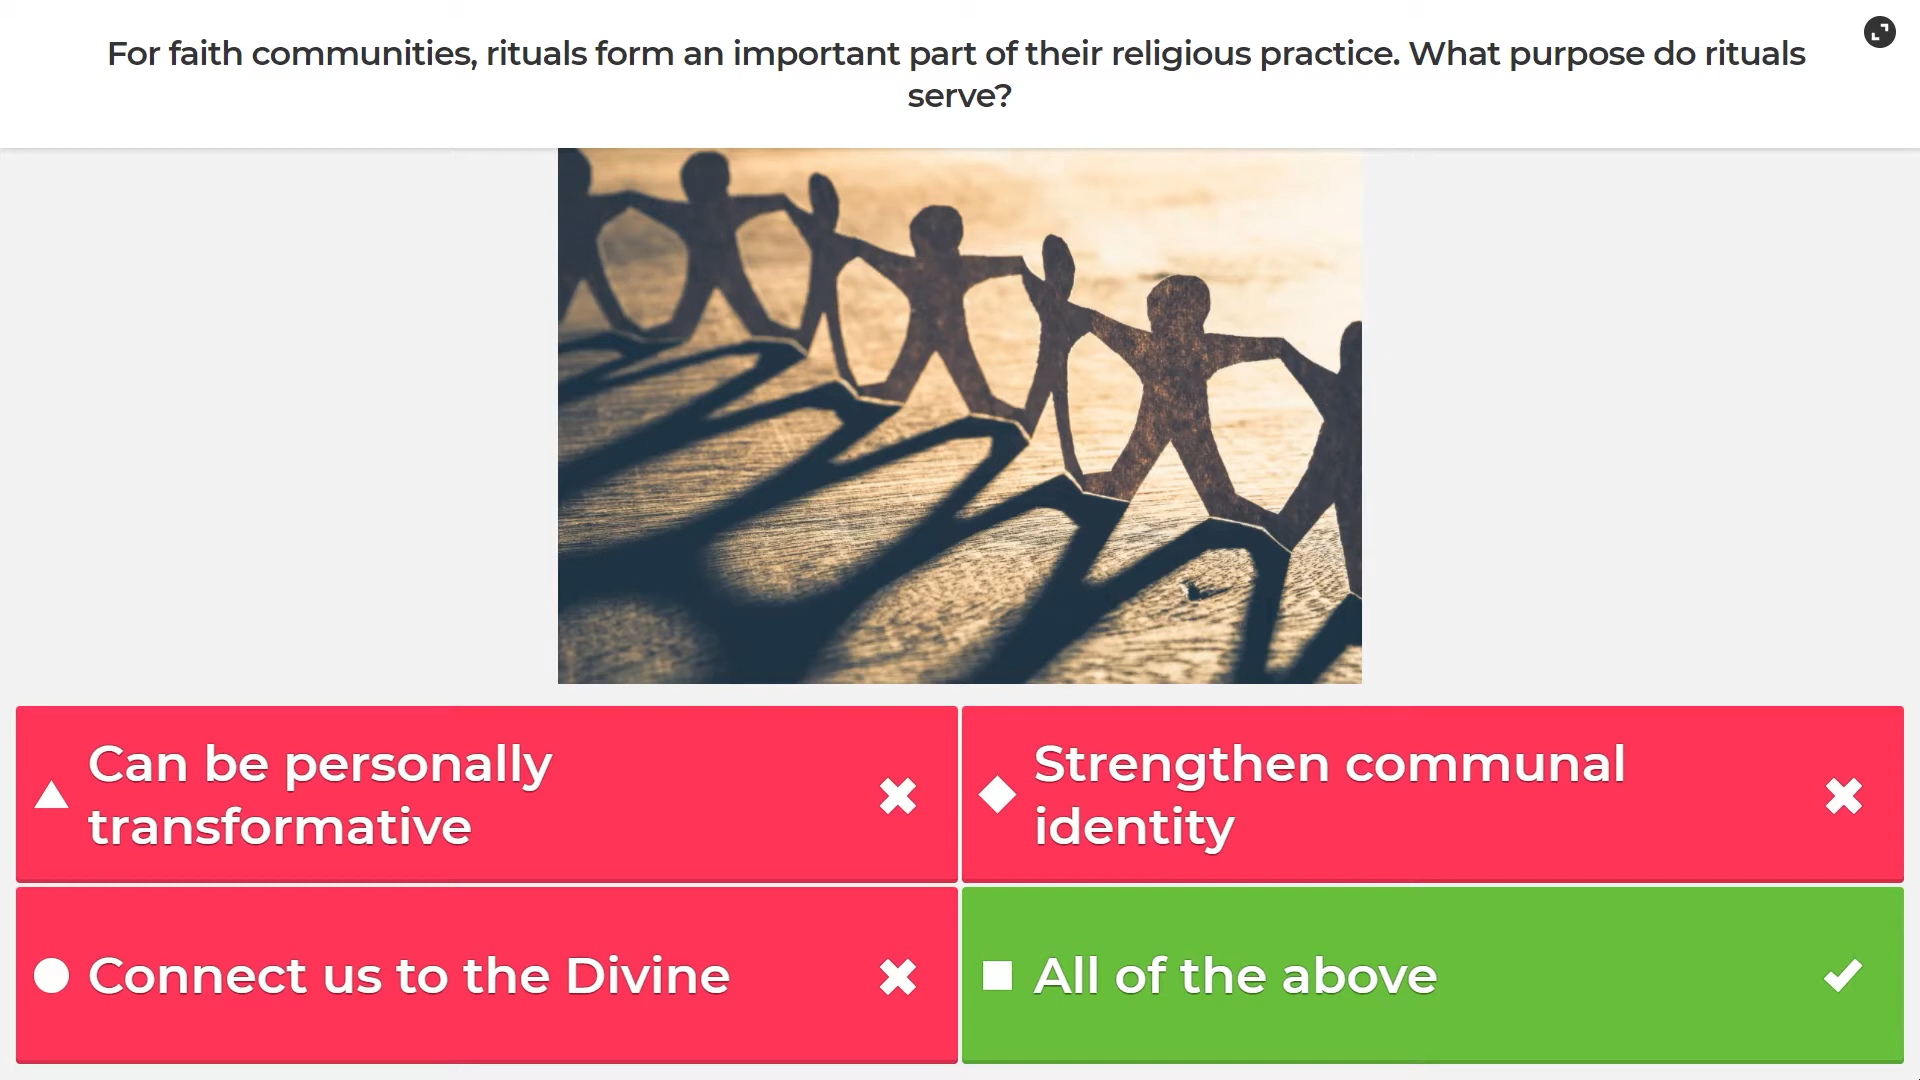 For faith communities, rituals form an important part of their religious practice. What purpose do rituals
serve?
Can be personally
transformative
Strengthen communal
identity
Connect us to the Divine
All of the above